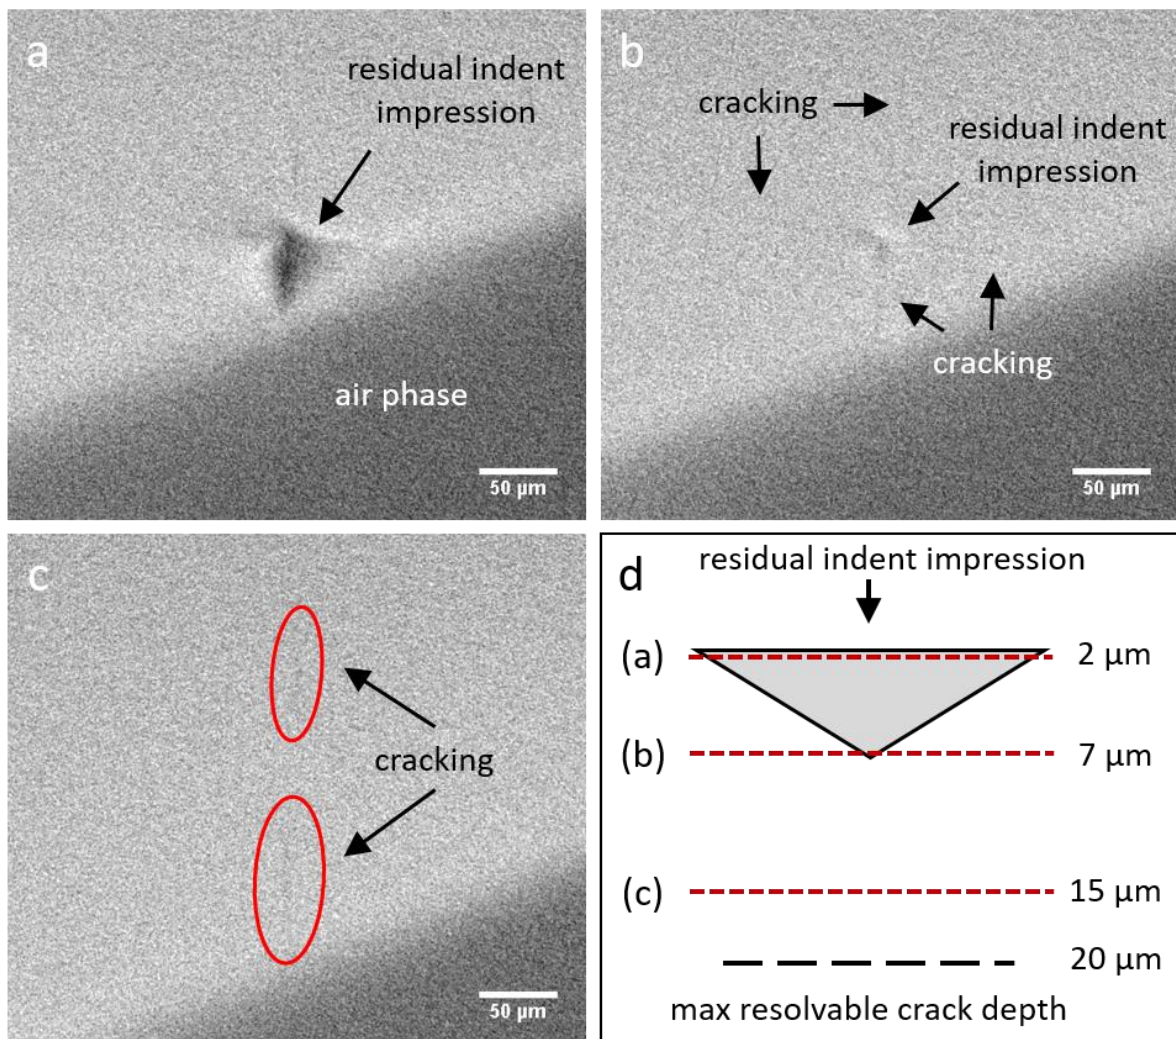 a
residual indent
impression
air phase
50 µm
b
cracking
residual indent
impression
cracking
50 µm
c
cracking
50 µm
d
residual indent impression
(a)
2 µm
(b)
7 µm
(c)
15 µm
20 µm
max resolvable crack depth